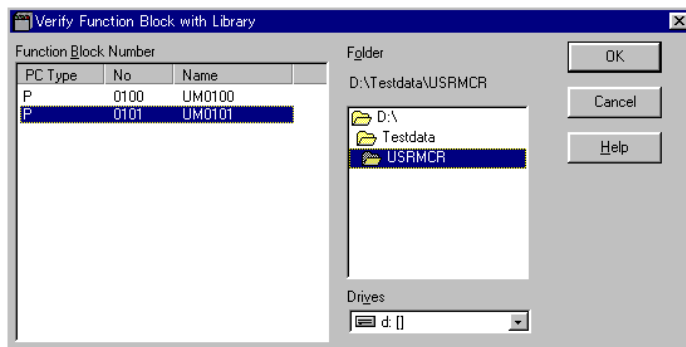 Verify Function Block with Library
Function Block Number
PC Type No Name
P 0100 UM0100
P 0101 UM0101
Folder
D:\Testdata\USRMCR
D:\
Testdata
USRMCR
Drives
d: []
OK
Cancel
Help